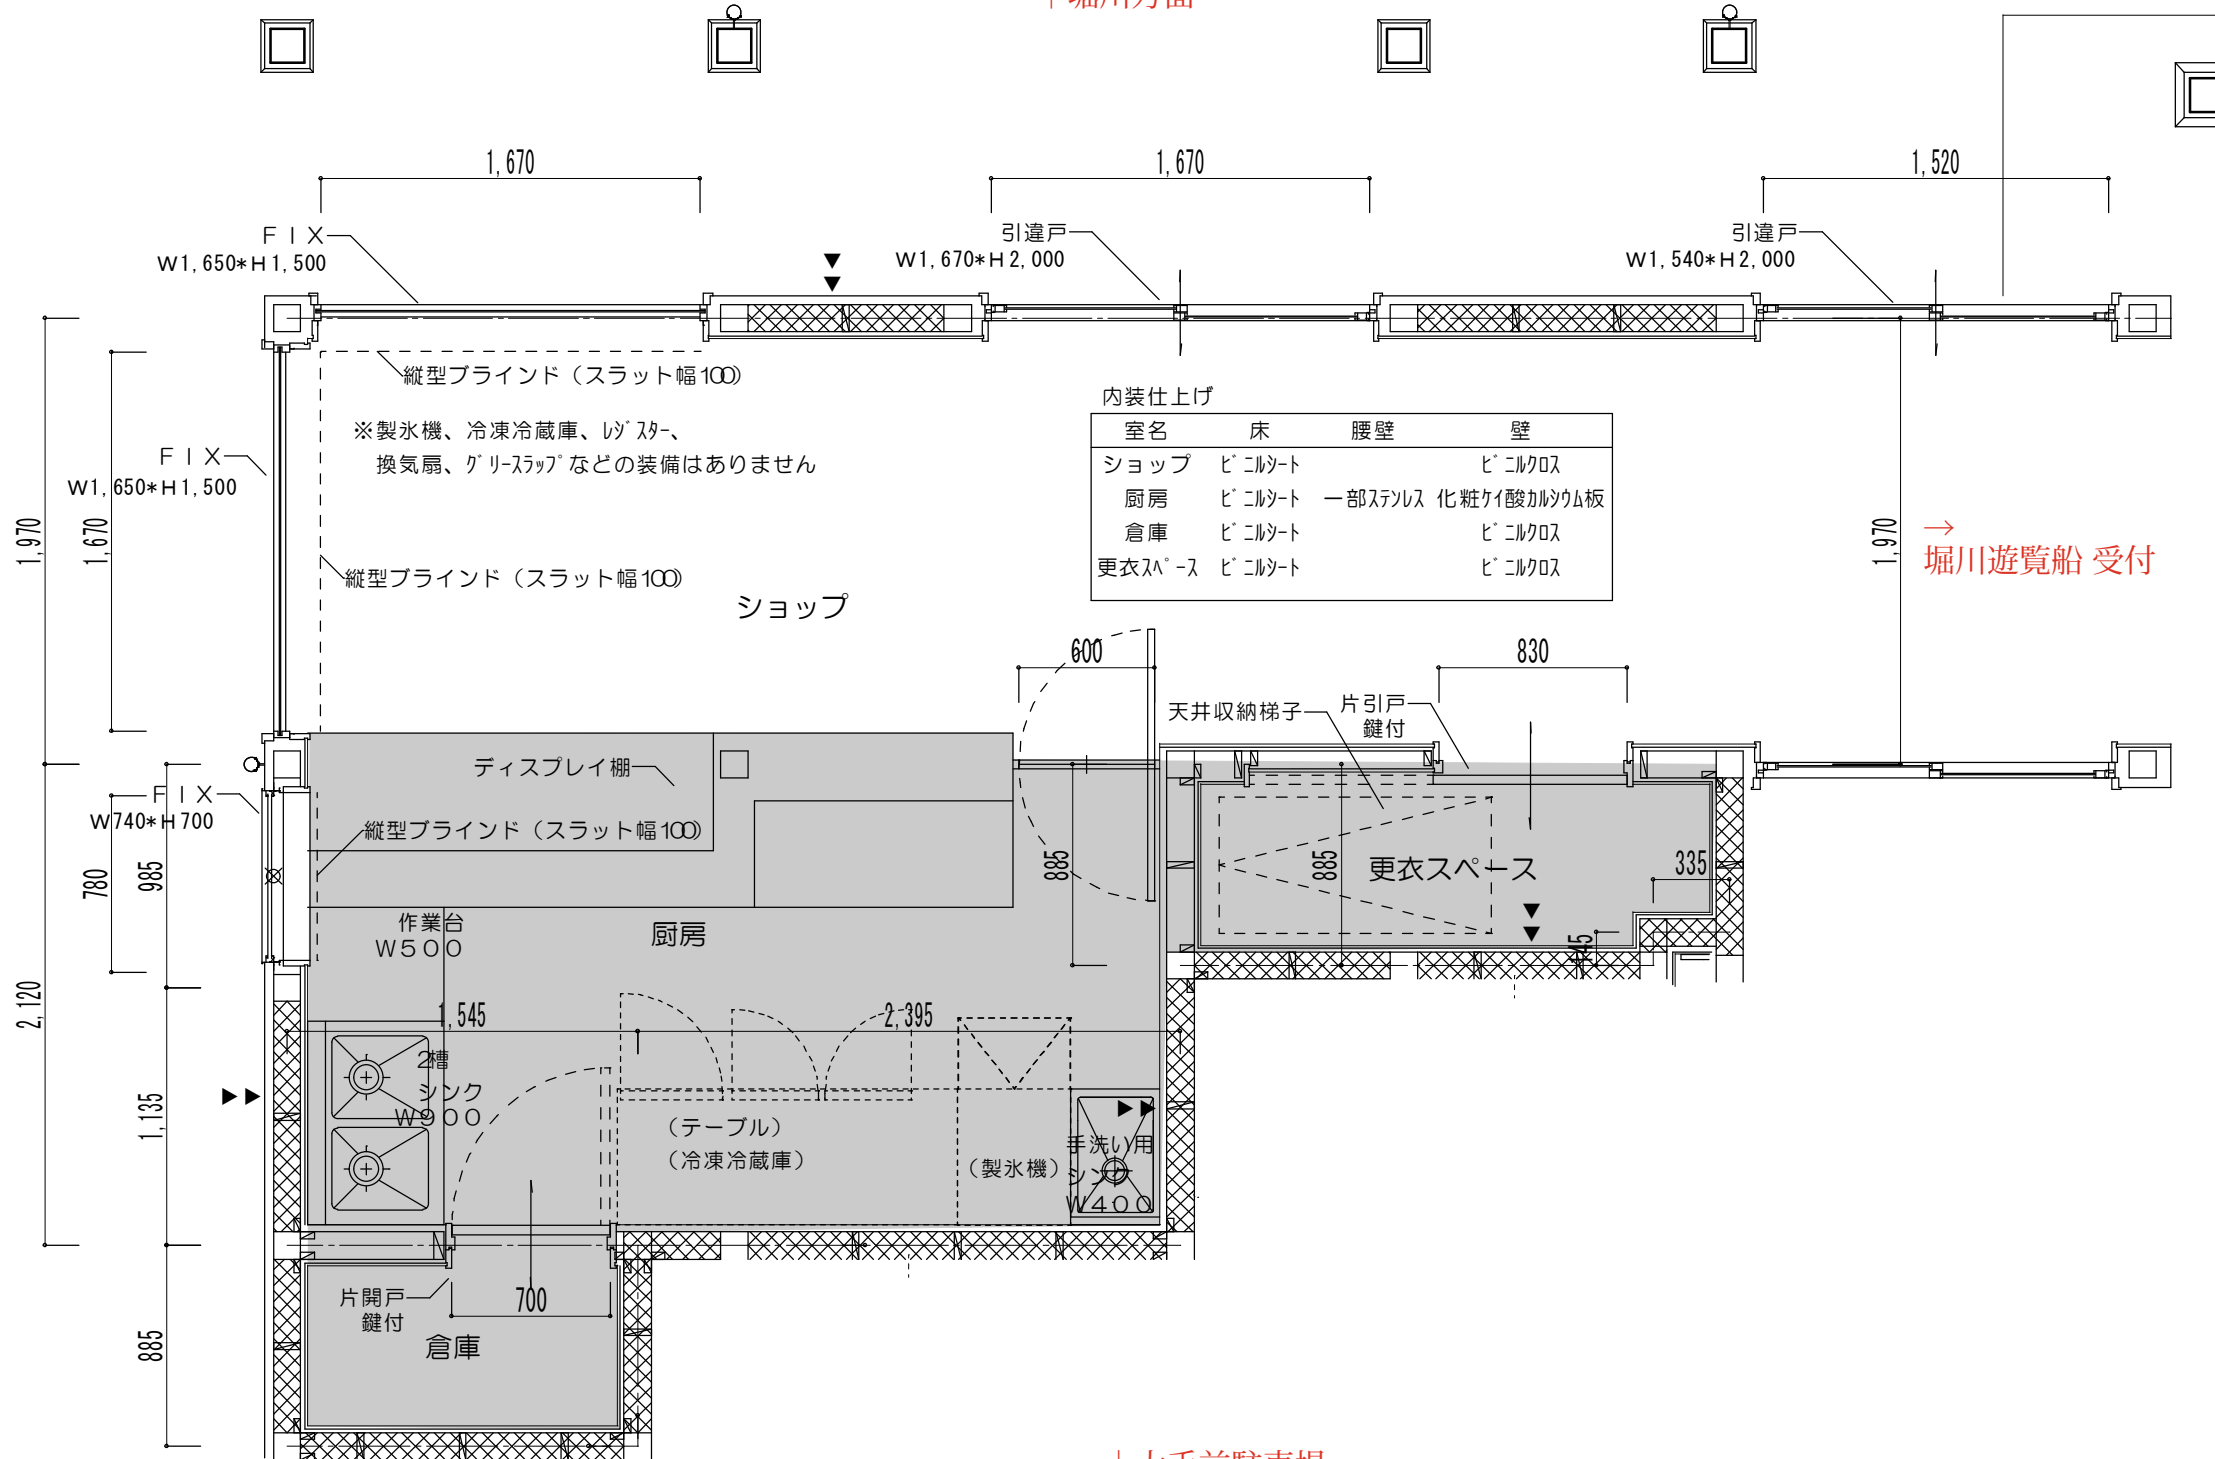 堀川方面
1,670
1,670
1,520
ＦＩＸ
W1,650*H1,500
引違戸
W1,670*H2,000
引違戸
W1,540*H2,000
縦型ブラインド（スラット幅100）
※製氷機、冷凍冷蔵庫、ﾚｼﾞｽﾀｰ、
換気扇、ｸﾞﾘｰｽﾗｯﾌﾟなどの装備はありません
内装仕上げ
室名 床 腰壁 壁
ショップ ﾋﾞﾆﾙｼｰﾄ ﾋﾞﾆﾙｸﾛｽ
厨房 ﾋﾞﾆﾙｼｰﾄ 一部ｽﾃﾝﾚｽ 化粧ｹｲ酸ｶﾙｼｳﾑ板
倉庫 ﾋﾞﾆﾙｼｰﾄ ﾋﾞﾆﾙｸﾛｽ
更衣ｽﾍﾟｰｽ ﾋﾞﾆﾙｼｰﾄ ﾋﾞﾆﾙｸﾛｽ
ＦＩＸ
W1,650*H1,500
1,970
1,670
1,970
→
堀川遊覧船 受付
縦型ブラインド（スラット幅100）
ショップ
600
830
天井収納梯子
片引戸
鍵付
ディスプレイ棚
ＦＩＸ
W740*H700
縦型ブラインド（スラット幅100）
780
985
885
885
更衣スペース
335
145
作業台
W５００
厨房
2,120
1,545
2,395
2槽
シンク
W９００
1,135
（テーブル）
（冷凍冷蔵庫）
（製氷機）
手洗い用
シンク
W４００
片開戸
鍵付
700
885
倉庫